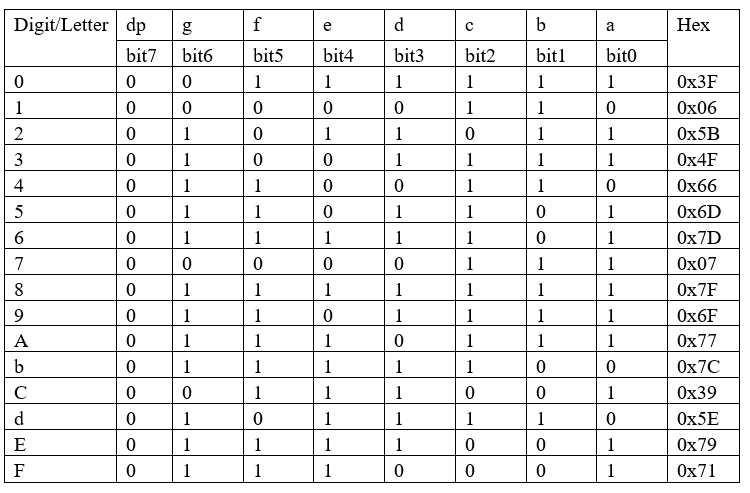 Digit/Letter dp g f e d c b a Hex
bit7 bit6 bit5 bit4 bit3 bit2 bit1 bit0
0 0 0 1 1 1 1 1 1 0x3F
1 0 0 0 0 0 1 1 0 0x06
2 0 1 0 1 1 0 1 1 0x5B
3 0 1 0 0 1 1 1 1 0x4F
4 0 1 1 0 0 1 1 0 0x66
5 0 1 1 0 1 1 0 1 0x6D
6 0 1 1 1 1 1 0 1 0x7D
7 0 0 0 0 0 1 1 1 0x07
8 0 1 1 1 1 1 1 1 0x7F
9 0 1 1 0 1 1 1 1 0x6F
A 0 1 1 1 0 1 1 1 0x77
b 0 1 1 1 1 1 0 0 0x7C
C 0 0 1 1 1 0 0 1 0x39
d 0 1 0 1 1 1 1 0 0x5E
E 0 1 1 1 1 0 0 1 0x79
F 0 1 1 1 0 0 0 1 0x71